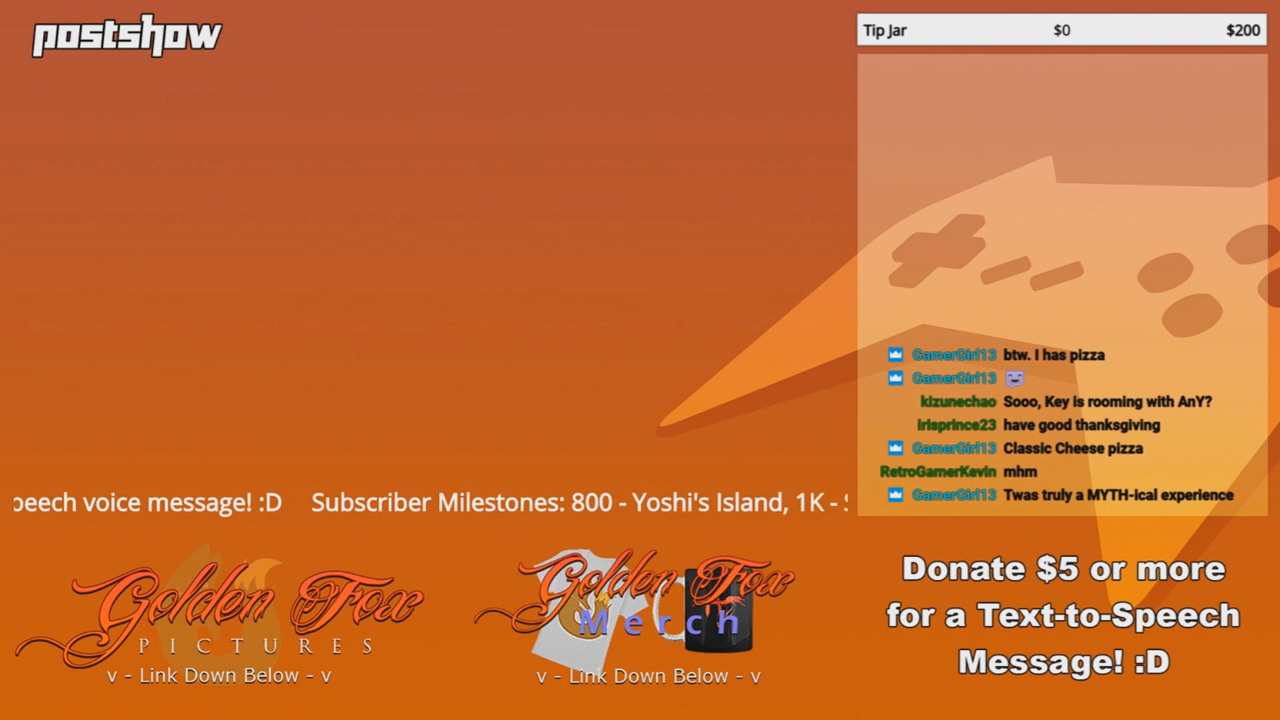 postshow
Tip Jar $0 $200
GamerGirl13 btw. I has pizza
GamerGirl13
kizunechao Sooo, Key is rooming with AnY?
irisprince23 have good thanksgiving
GamerGirl13 Classic Cheese pizza
RetroGamerKevin mhm
GamerGirl13 Twas truly a MYTH-ical experience
peech voice message! :D Subscriber Milestones: 800 - Yoshi's Island, 1K -
Golden Fox
PICTURES
v - Link Down Below - v
Golden Fox
Merch
v - Link Down Below - v
Donate $5 or more
for a Text-to-Speech
Message! :D